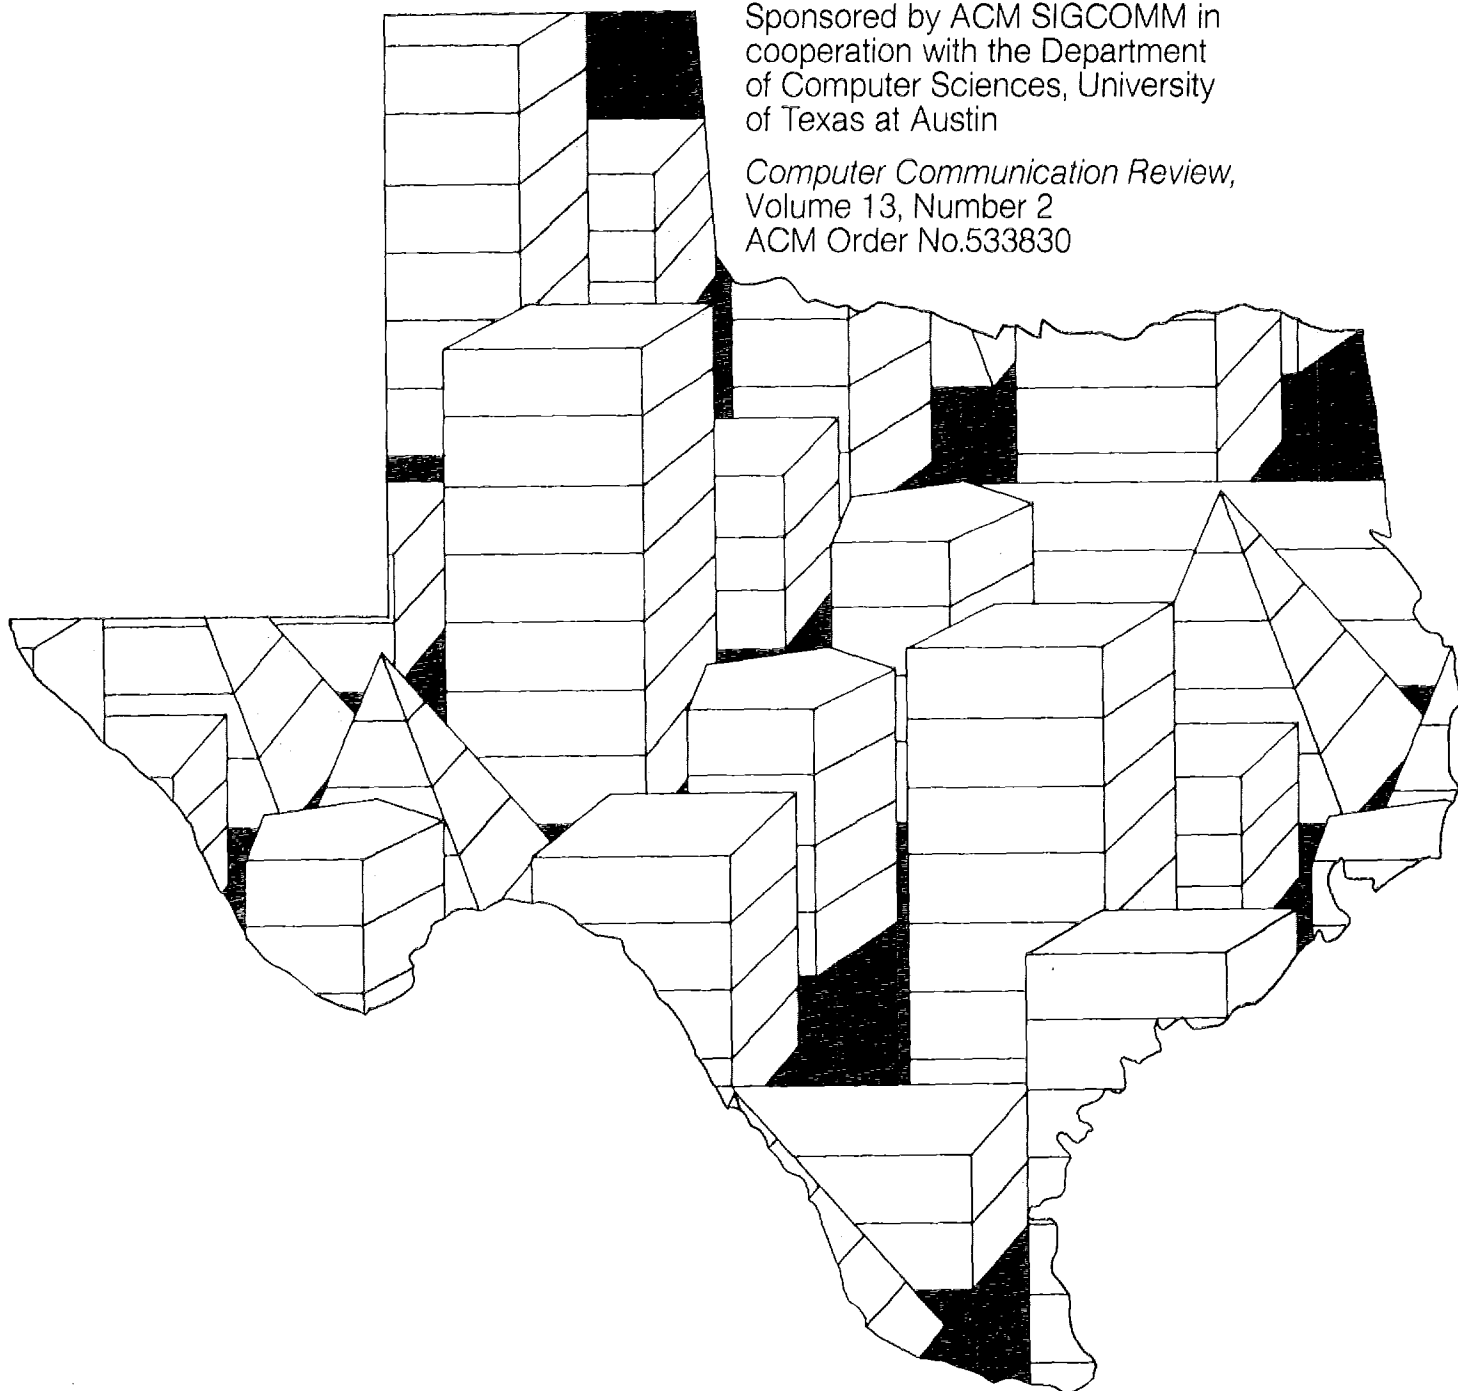 Sponsored by ACM SIGCOMM in
cooperation with the Department
of Computer Sciences, University
of Texas at Austin
Computer Communication Review,
Volume 13, Number 2
ACM Order No.533830